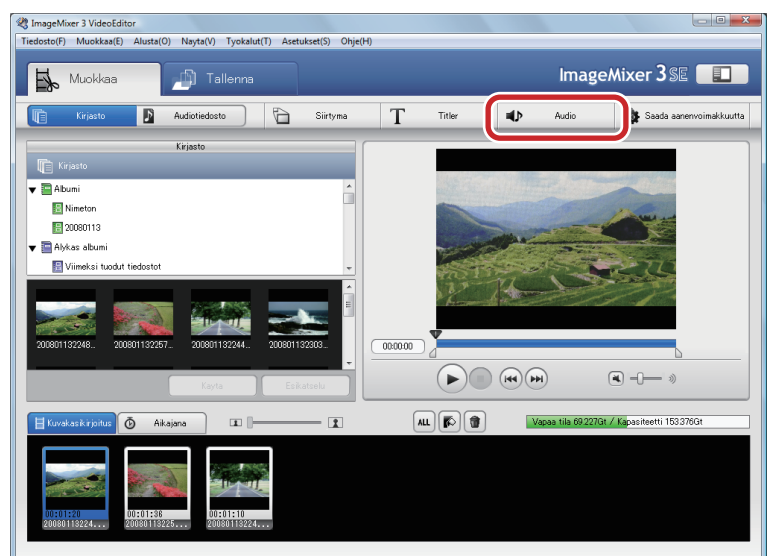 ImageMixer 3 VideoEditor
Tiedosto(F) Muokkaa(E) Alusta(O) Nayta(V) Tyokalut(T) Asetukset(S) Ohje(H)
Muokkaa Tallenna ImageMixer 3 SE
Kirjasto Audiotiedosto Siirtyma T Titler Audio Saada aanenvoimakkuutta
Kirjasto
Kirjasto
Albumi
Nimeton
20080113
Alykas albumi
Viimeksi tuodut tiedostot
200801132248... 200801132257... 200801132244... 200801132303...
00:00:00
Kayta Esikatselu
Kuvakasikirjoitus Aikajana ALL Vapaa tila 69.227Gt / Kapasiteetti 153.376Gt
00:01:20 00:01:36 00:01:10
20080113224... 20080113225... 20080113224...